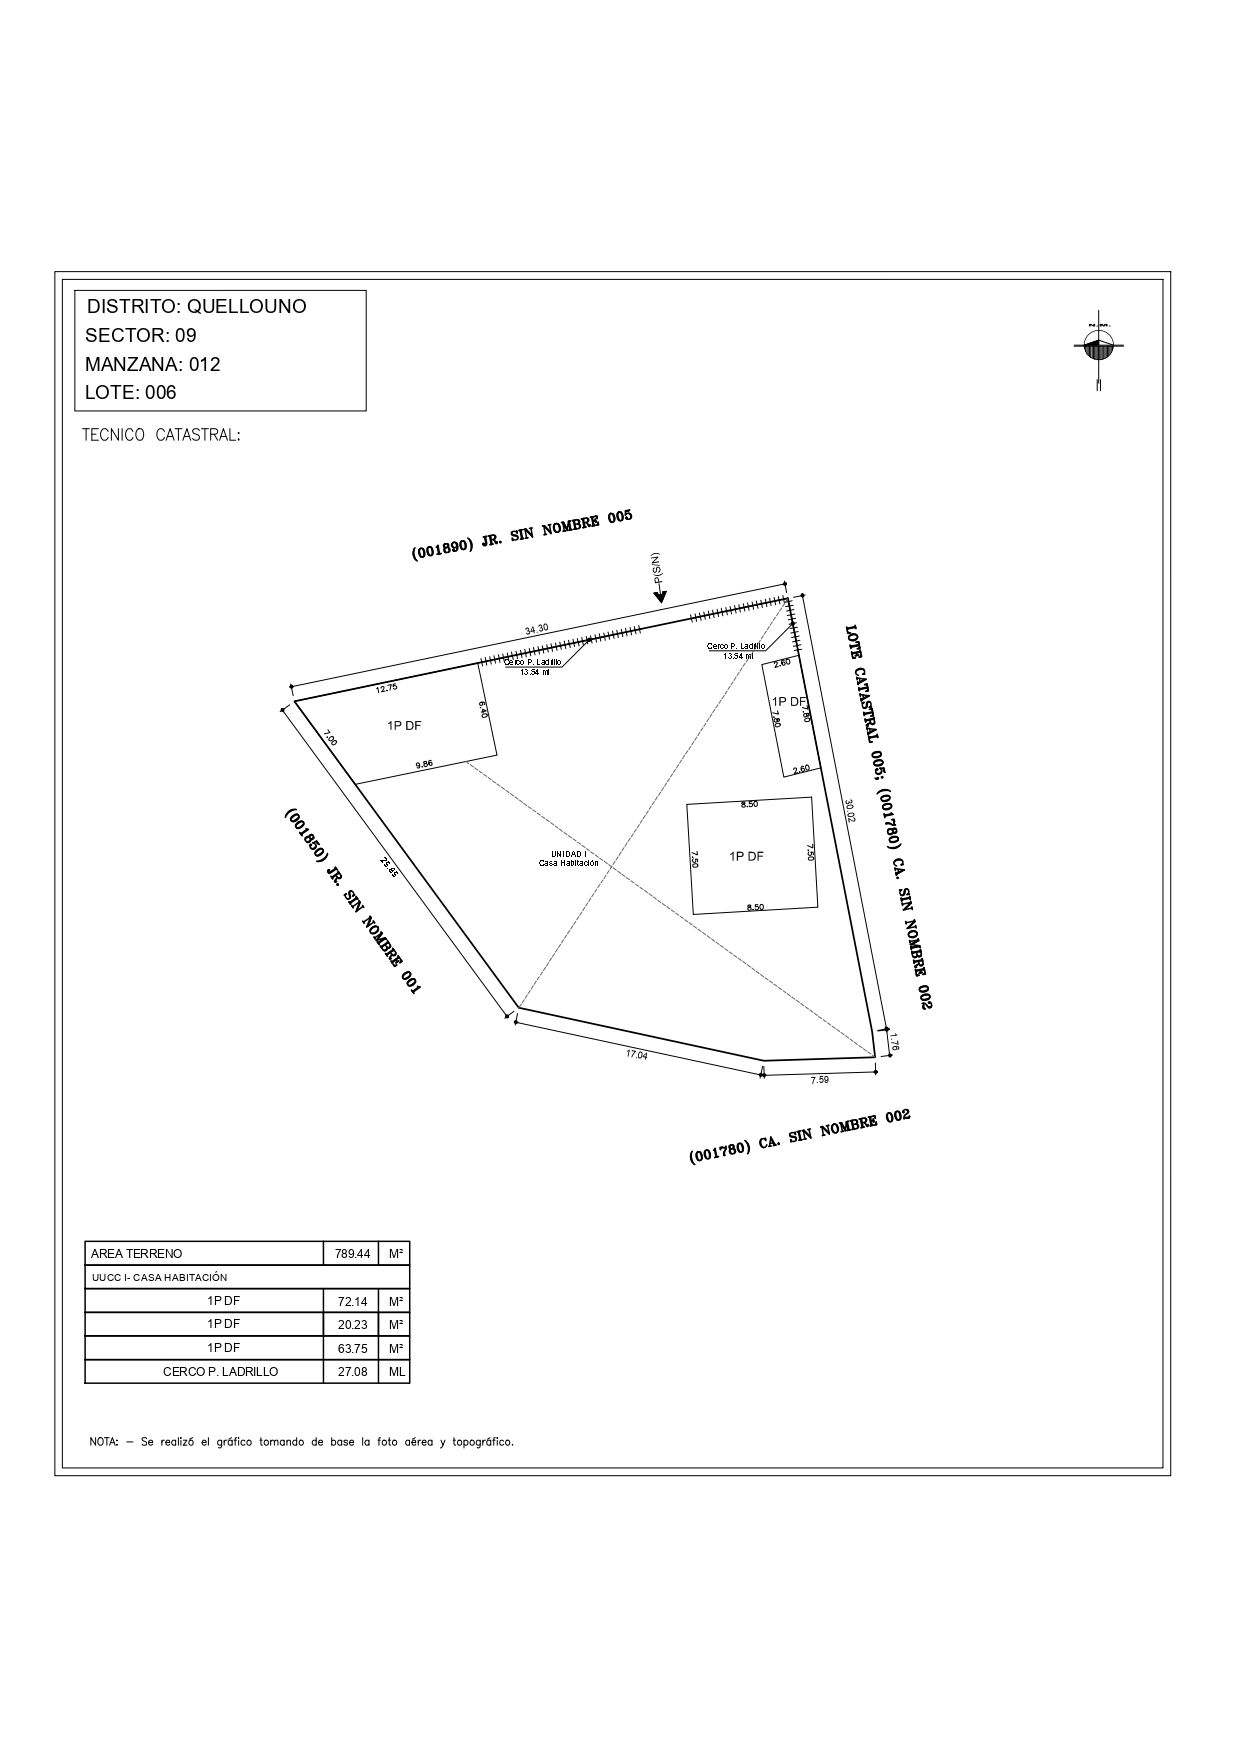 DISTRITO: QUELLOUNO
SECTOR: 09
MANZANA: 012
LOTE: 006
N.M.
TECNICO CATASTRAL:
(001890) JR. SIN NOMBRE 005
P(S/N)
34.30
Cerco P. Ladrillo
13.54 ml
Cerco P. Ladrillo
13.54 ml
12.75
6.40
1P DF
7.00
9.86
2.60
1P DF
7.80
7.80
2.60
LOTE CATASTRAL 005; (001780) CA. SIN NOMBRE 002
30.02
8.50
7.50
1P DF
7.50
8.50
UNIDAD I
Casa Habitación
(001850) JR. SIN NOMBRE 001
25.85
17.04
7.59
1.76
(001780) CA. SIN NOMBRE 002
AREA TERRENO 789.44 M²
UUCC I- CASA HABITACIÓN
1P DF 72.14 M²
1P DF 20.23 M²
1P DF 63.75 M²
CERCO P. LADRILLO 27.08 ML
NOTA: - Se realizó el gráfico tomando de base la foto aérea y topográfico.